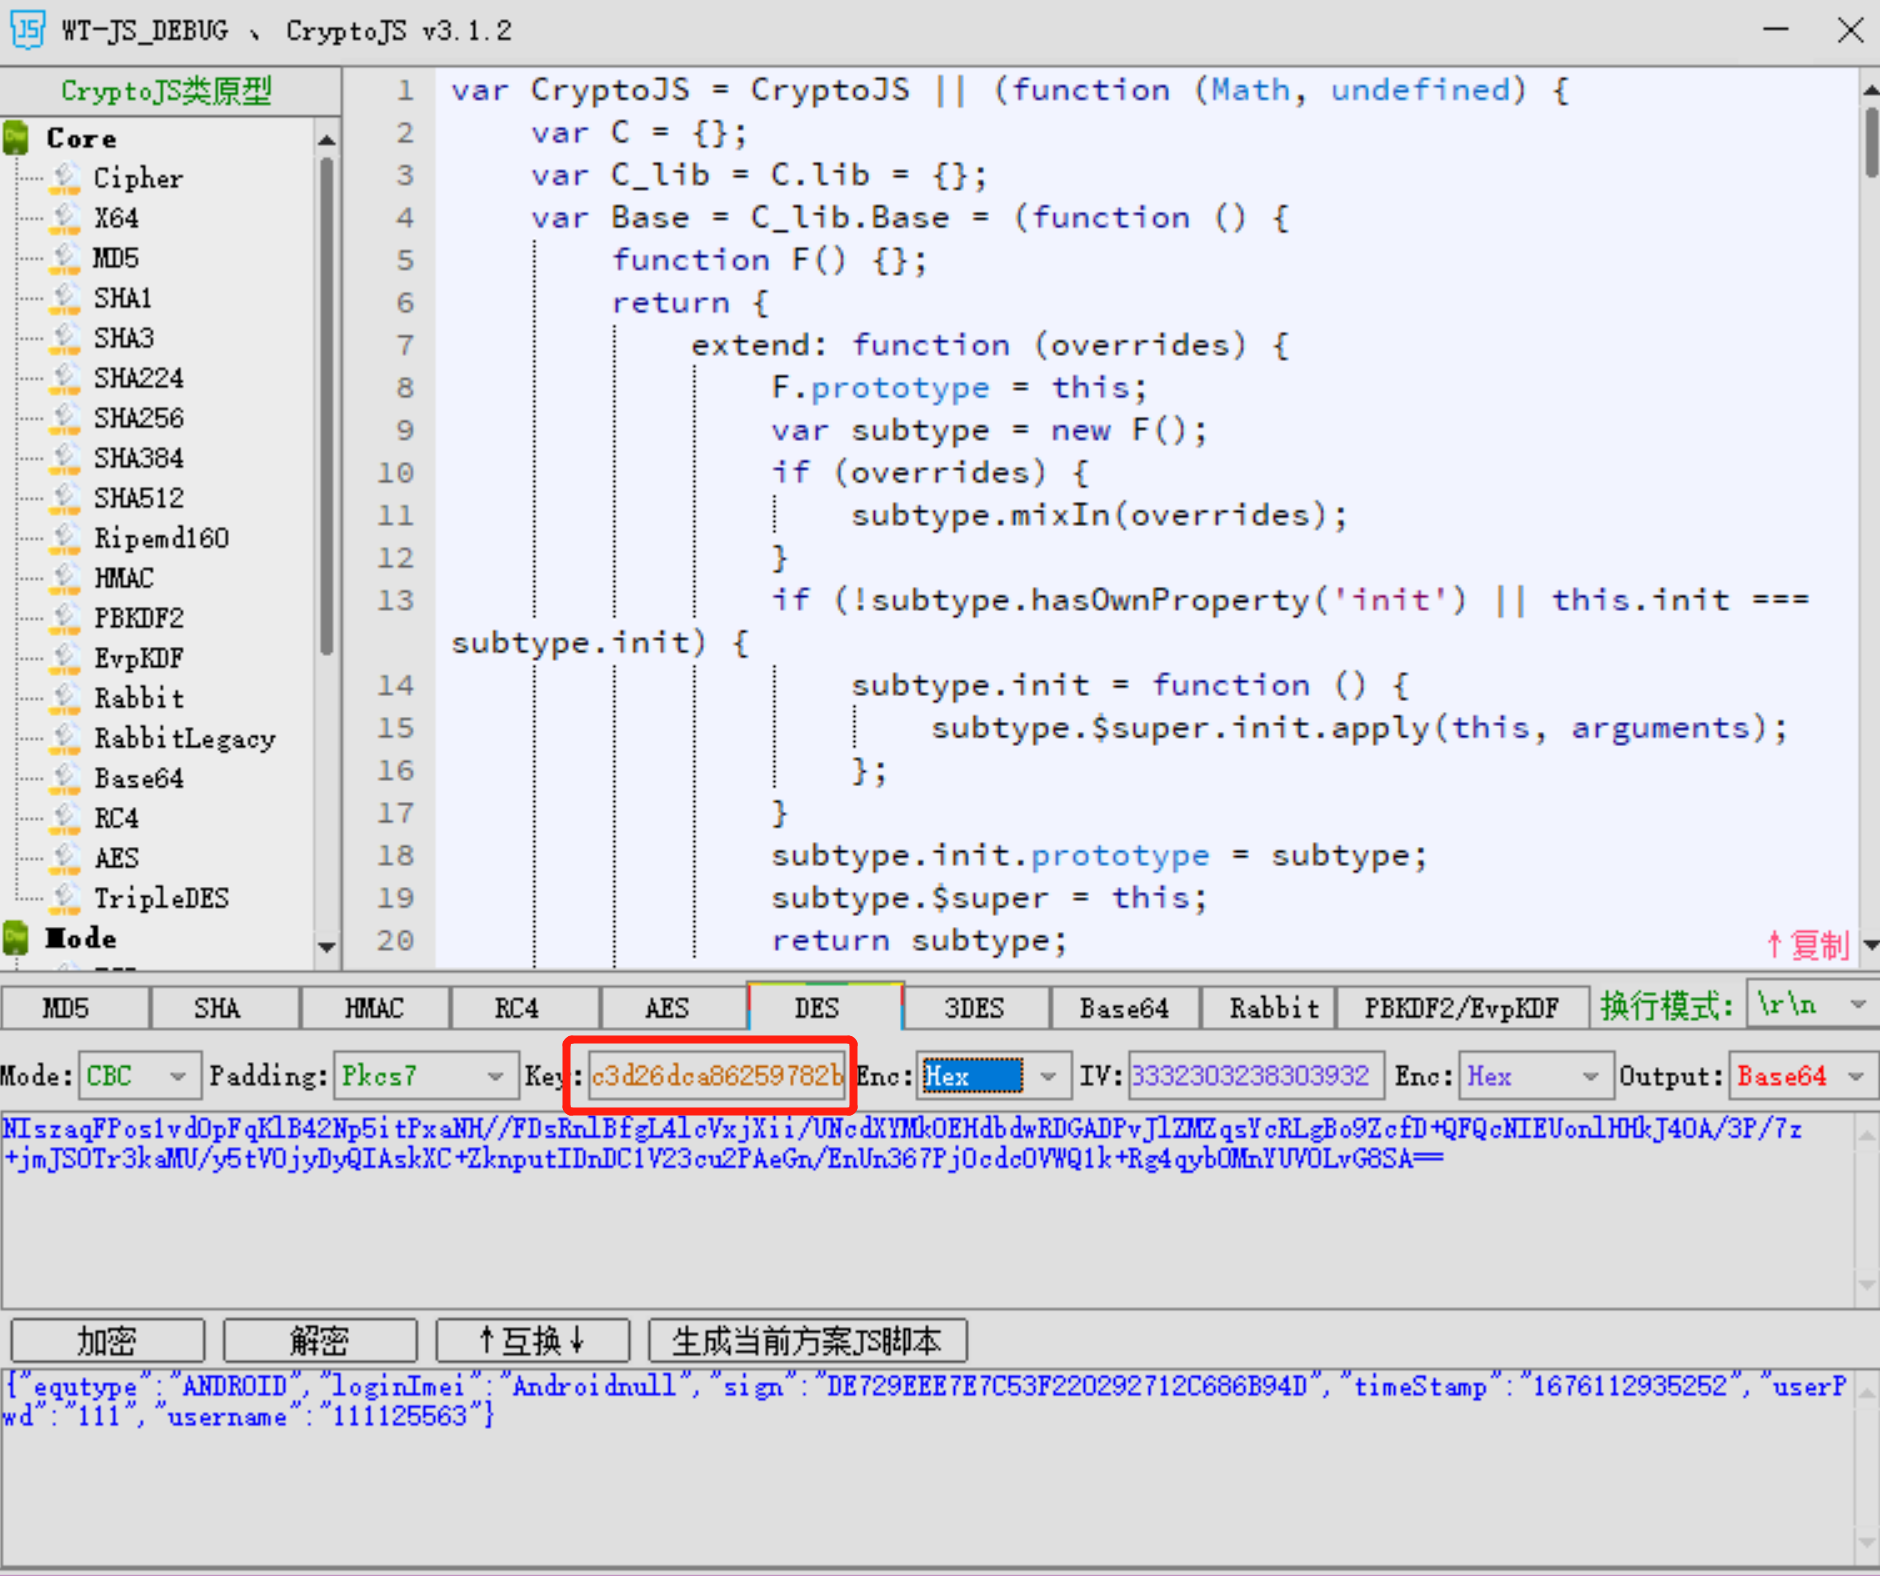 WT-JS_DEBUG 、 CryptoJS v3.1.2
CryptoJS类原型
Core
Cipher
X64
MD5
SHA1
SHA3
SHA224
SHA256
SHA384
SHA512
Ripemd160
HMAC
PBKDF2
EvpKDF
Rabbit
RabbitLegacy
Base64
RC4
AES
TripleDES
Mode
1 var CryptoJS = CryptoJS || (function (Math, undefined) {
2 var C = {};
3 var C_lib = C.lib = {};
4 var Base = C_lib.Base = (function () {
5 function F() {};
6 return {
7 extend: function (overrides) {
8 F.prototype = this;
9 var subtype = new F();
10 if (overrides) {
11 subtype.mixIn(overrides);
12 }
13 if (!subtype.hasOwnProperty('init') || this.init ===
subtype.init) {
14 subtype.init = function () {
15 subtype.$super.init.apply(this, arguments);
16 };
17 }
18 subtype.init.prototype = subtype;
19 subtype.$super = this;
20 return subtype;
↑复制
MD5 SHA HMAC RC4 AES DES 3DES Base64 Rabbit PBKDF2/EvpKDF 换行模式: \r\n
Mode: CBC Padding: Pkcs7 Key: c3d26dca86259782b Enc: Hex IV: 3332303238303932 Enc: Hex Output: Base64
NIszaqFPos1vdOpFqKlB42Np5itPxaNH//FDsRnlBfgL4lcVxjXii/UNcdXYMkOEHdbdwRDGADPvJlZMZqsYcRLgBo9ZcfD+QFQcNIEUonlHHkJ4OA/3P/7z
+jmJSOTr3kaMU/y5tVOjyDyQIAskXC+ZknputIDnDC1V23cu2PAeGn/EnUn367PjOcdcOVWQ1k+Rg4qybOMnYUVOLvG8SA==
加密 解密 ↑互换↓ 生成当前方案JS脚本
{"equtype":"ANDROID","loginImei":"Androidnull","sign":"DE729EEE7E7C53F220292712C686B94D","timeStamp":"1676112935252","userP
wd":"111","username":"111125563"}